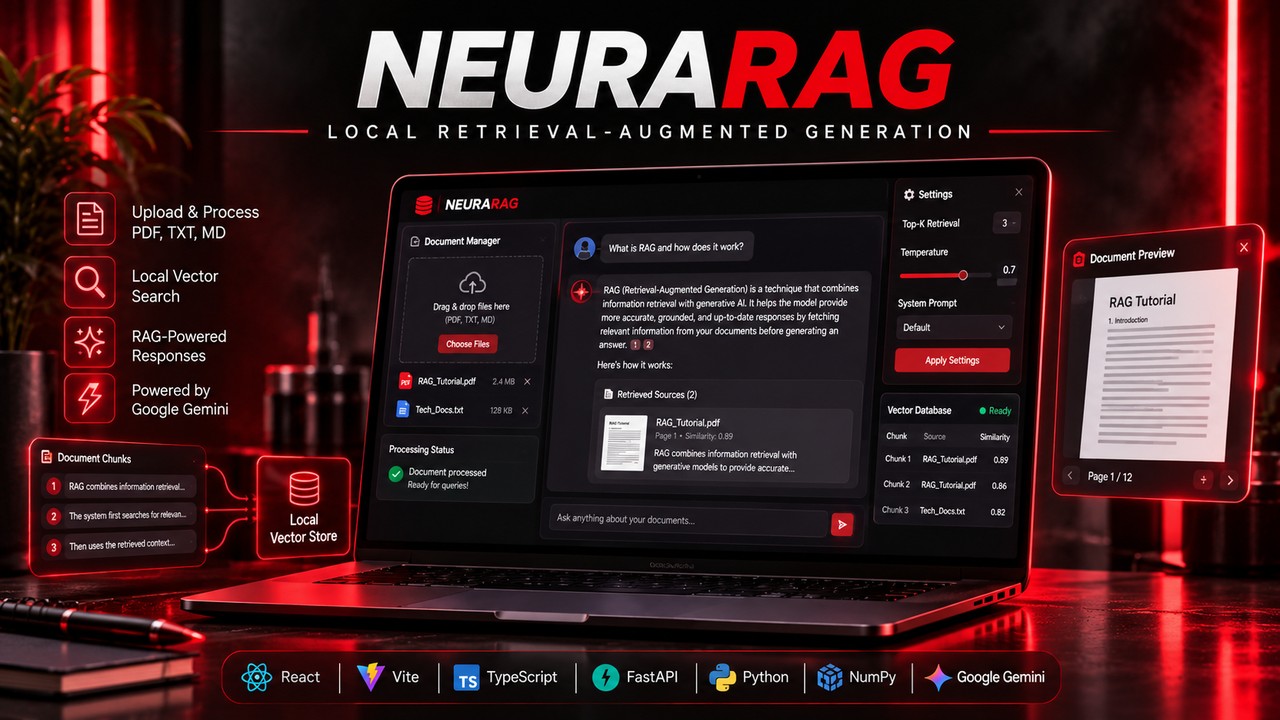 NEURARAG
LOCAL RETRIEVAL-AUGMENTED GENERATION
Upload & Process
PDF, TXT, MD
Local Vector
Search
RAG-Powered
Responses
Powered by
Google Gemini
Document Chunks
1 RAG combines information retrieval...
2 The system first searches for relevan...
3 Then uses the retrieved context...
Local
Vector Store
NEURARAG
Document Manager
Drag & drop files here
(PDF, TXT, MD)
Choose Files
PDF RAG_Tutorial.pdf 2.4 MB
Tech_Docs.txt 128 KB
Processing Status
Document processed
Ready for queries!
What is RAG and how does it work?
RAG (Retrieval-Augmented Generation) is a technique that combines
information retrieval with generative AI. It helps the model provide
more accurate, grounded, and up-to-date responses by fetching
relevant information from your documents before generating an
answer. 1 2
Here's how it works:
Retrieved Sources (2)
RAG_Tutorial.pdf
Page 1 • Similarity: 0.89
RAG combines information retrieval with
generative models to provide accurate...
Ask anything about your documents...
Settings
Top-K Retrieval 3
Temperature
0.7
System Prompt
Default
Apply Settings
Vector Database Ready
Chunk Source Similarity
Chunk 1 RAG_Tutorial.pdf 0.89
Chunk 2 RAG_Tutorial.pdf 0.86
Chunk 3 Tech_Docs.txt 0.82
Document Preview
RAG Tutorial
1. Introduction
Page 1 / 12
React
Vite
TS TypeScript
FastAPI
Python
NumPy
Google Gemini